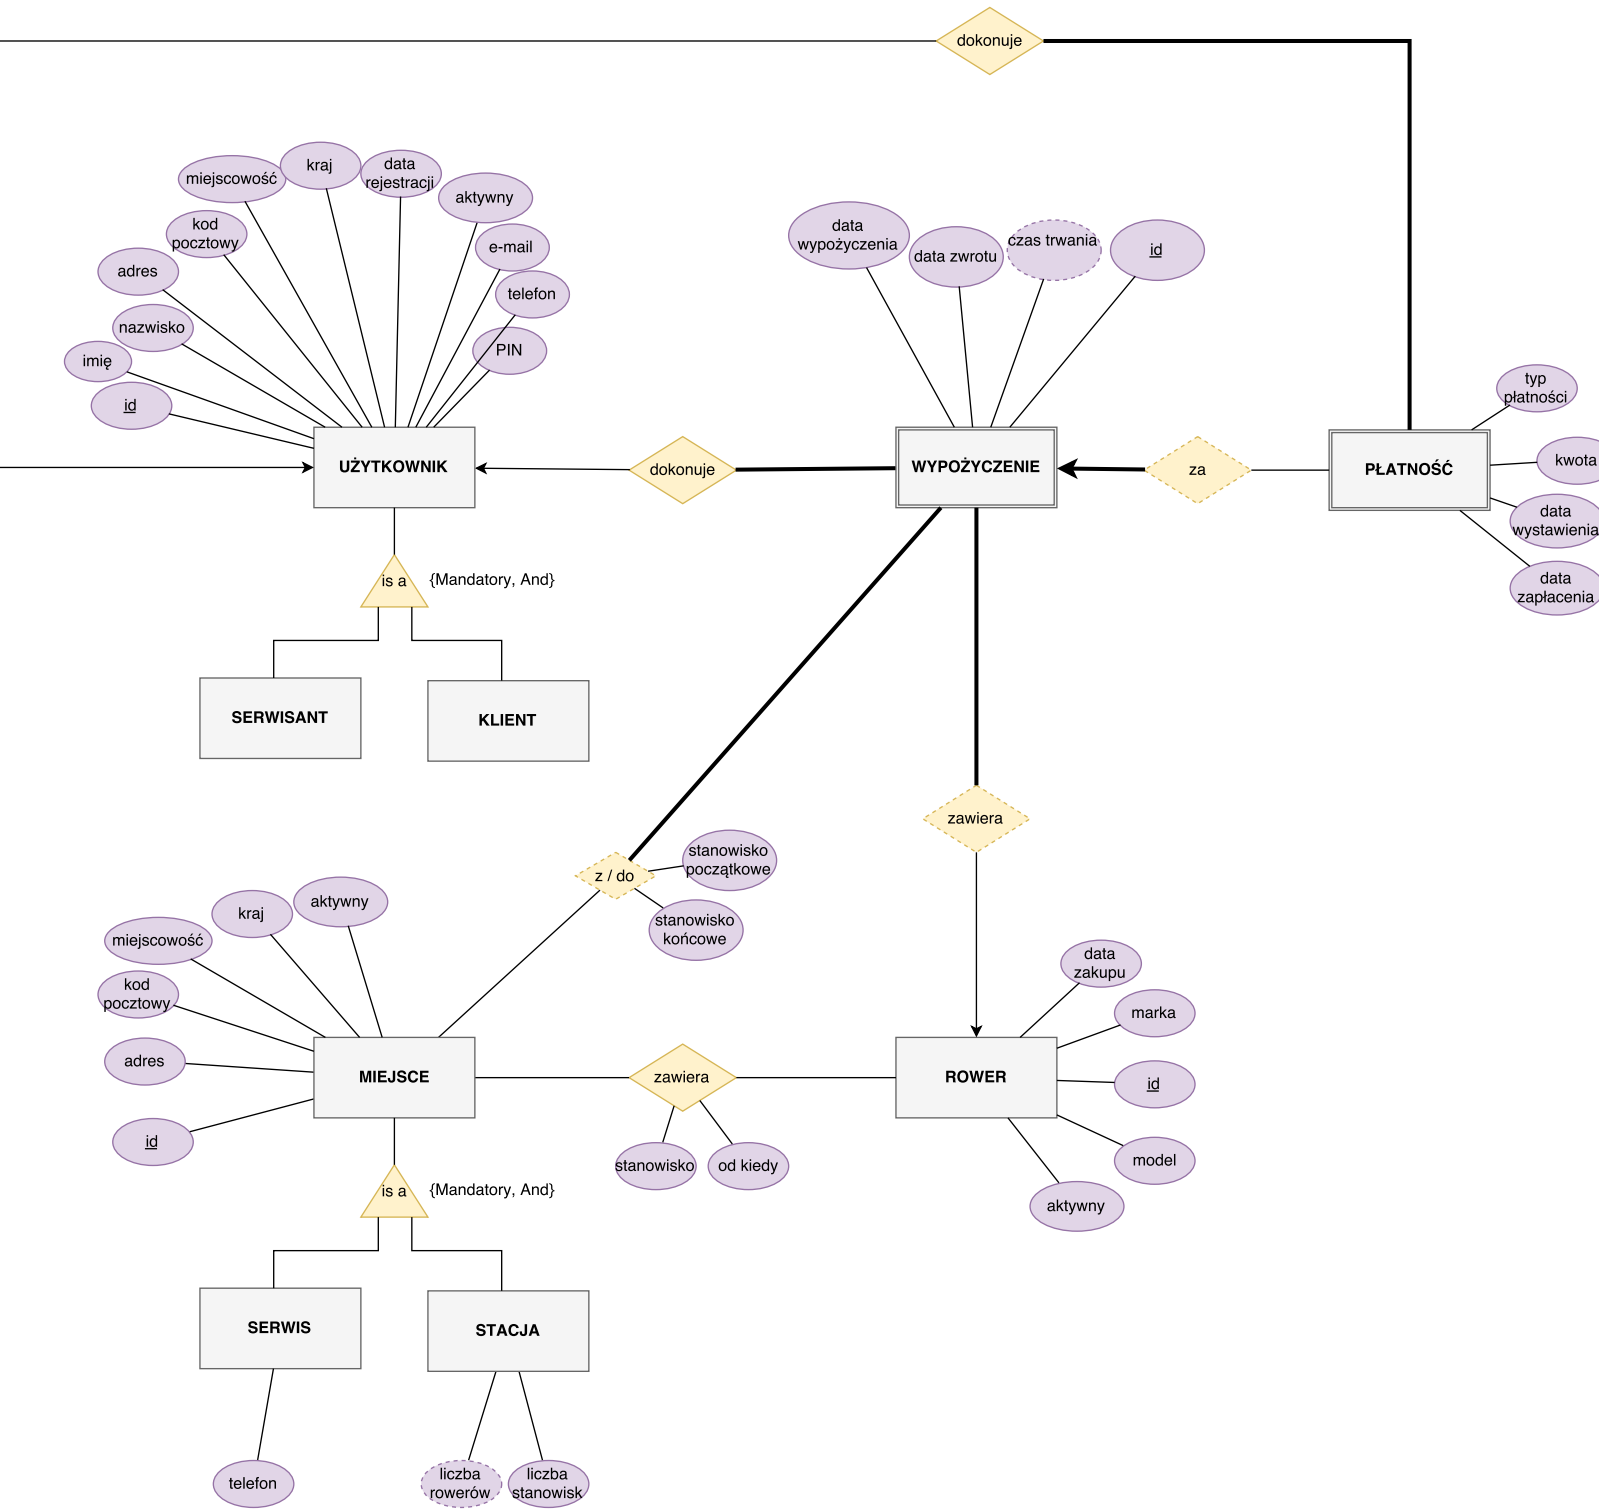 dokonuje
kraj
data
rejestracji
miejscowość
aktywny
kod
pocztowy
e-mail
adres
telefon
nazwisko
PIN
imię
id
data
wypożyczenia
data zwrotu
czas trwania
id
typ
płatności
kwota
data
wystawienia
data
zapłacenia
UŻYTKOWNIK
dokonuje
WYPOŻYCZENIE
za
PŁATNOŚĆ
is a
{Mandatory, And}
SERWISANT
KLIENT
zawiera
z / do
stanowisko
początkowe
stanowisko
końcowe
aktywny
kraj
miejscowość
kod
pocztowy
adres
id
data
zakupu
marka
id
model
aktywny
MIEJSCE
zawiera
ROWER
stanowisko
od kiedy
is a
{Mandatory, And}
SERWIS
STACJA
telefon
liczba
rowerów
liczba
stanowisk